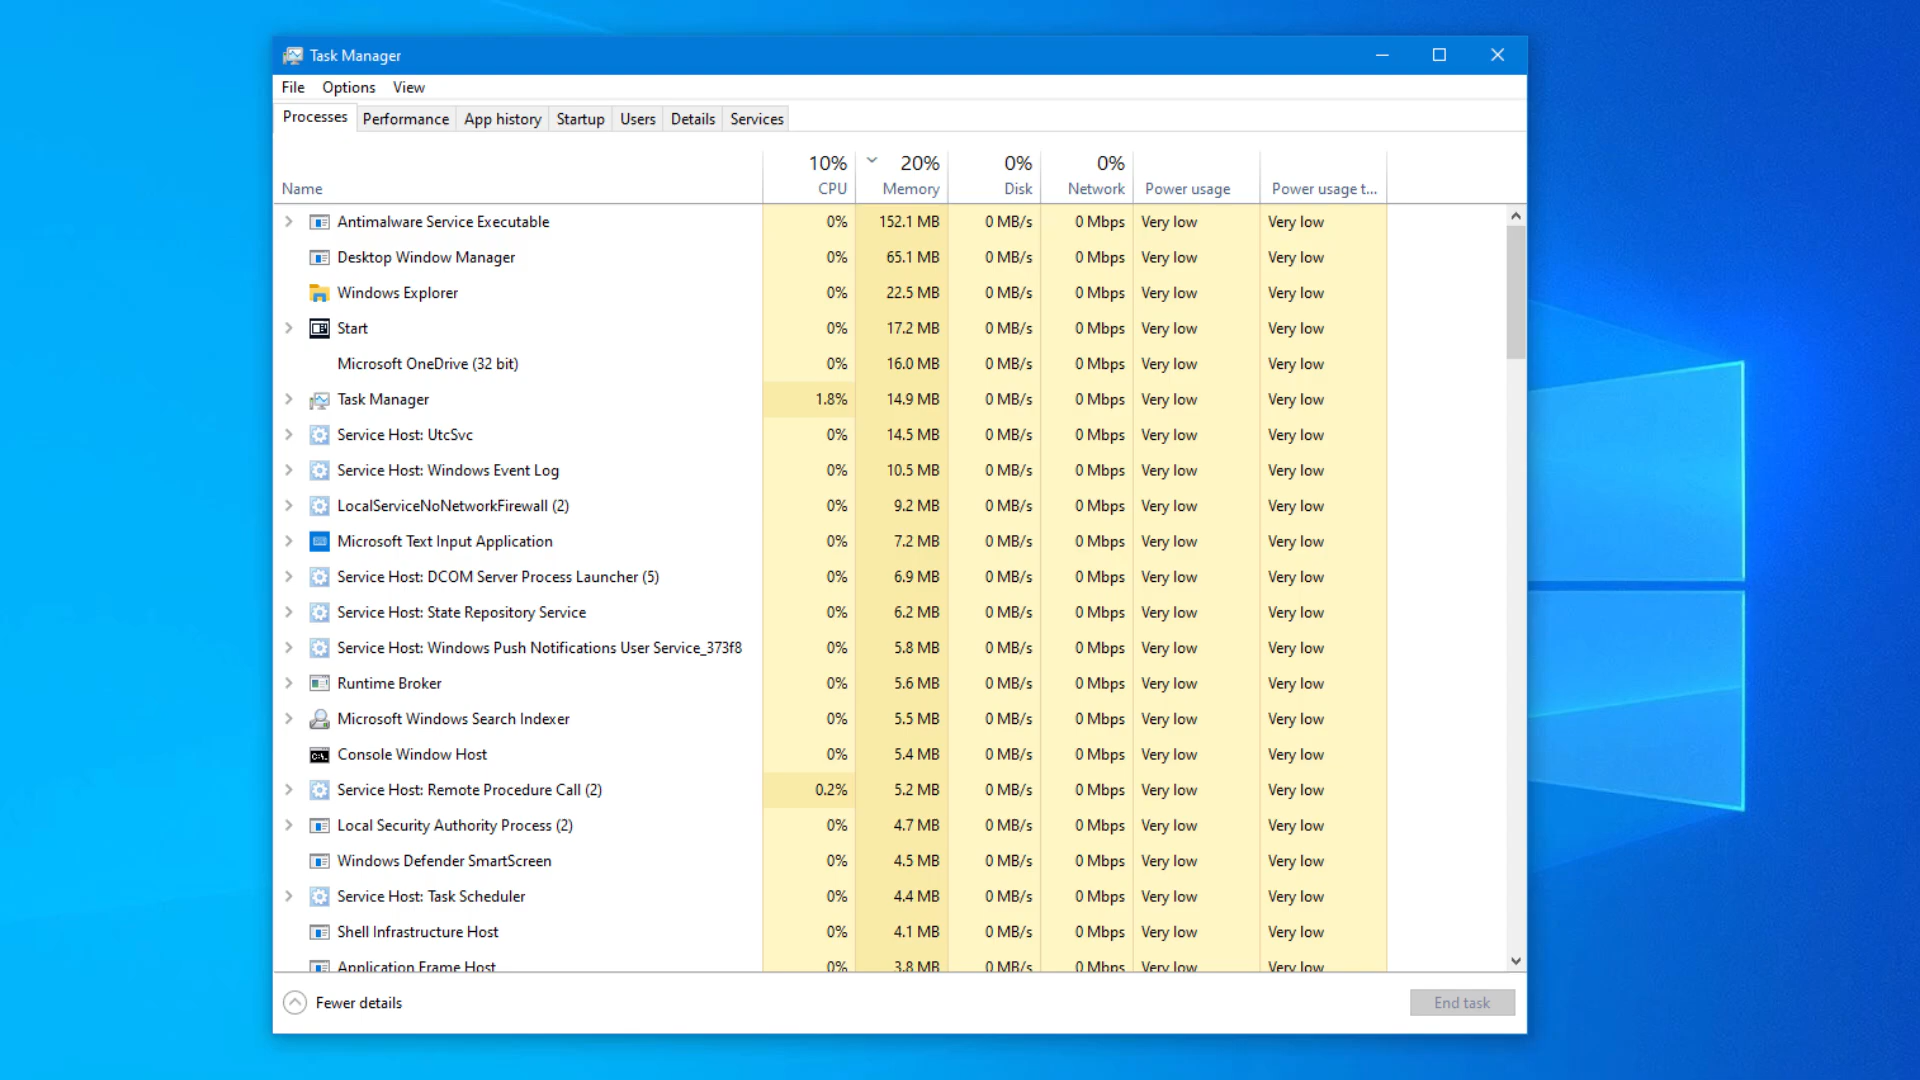 Task Manager
File Options View
Processes Performance App history Startup Users Details Services
10% 20% 0% 0%
Name CPU Memory Disk Network Power usage Power usage t...
Antimalware Service Executable 0% 152.1 MB 0 MB/s 0 Mbps Very low Very low
Desktop Window Manager 0% 65.1 MB 0 MB/s 0 Mbps Very low Very low
Windows Explorer 0% 22.5 MB 0 MB/s 0 Mbps Very low Very low
Start 0% 17.2 MB 0 MB/s 0 Mbps Very low Very low
Microsoft OneDrive (32 bit) 0% 16.0 MB 0 MB/s 0 Mbps Very low Very low
Task Manager 1.8% 14.9 MB 0 MB/s 0 Mbps Very low Very low
Service Host: UtcSvc 0% 14.5 MB 0 MB/s 0 Mbps Very low Very low
Service Host: Windows Event Log 0% 10.5 MB 0 MB/s 0 Mbps Very low Very low
LocalServiceNoNetworkFirewall (2) 0% 9.2 MB 0 MB/s 0 Mbps Very low Very low
Microsoft Text Input Application 0% 7.2 MB 0 MB/s 0 Mbps Very low Very low
Service Host: DCOM Server Process Launcher (5) 0% 6.9 MB 0 MB/s 0 Mbps Very low Very low
Service Host: State Repository Service 0% 6.2 MB 0 MB/s 0 Mbps Very low Very low
Service Host: Windows Push Notifications User Service_373f8 0% 5.8 MB 0 MB/s 0 Mbps Very low Very low
Runtime Broker 0% 5.6 MB 0 MB/s 0 Mbps Very low Very low
Microsoft Windows Search Indexer 0% 5.5 MB 0 MB/s 0 Mbps Very low Very low
Console Window Host 0% 5.4 MB 0 MB/s 0 Mbps Very low Very low
Service Host: Remote Procedure Call (2) 0.2% 5.2 MB 0 MB/s 0 Mbps Very low Very low
Local Security Authority Process (2) 0% 4.7 MB 0 MB/s 0 Mbps Very low Very low
Windows Defender SmartScreen 0% 4.5 MB 0 MB/s 0 Mbps Very low Very low
Service Host: Task Scheduler 0% 4.4 MB 0 MB/s 0 Mbps Very low Very low
Shell Infrastructure Host 0% 4.1 MB 0 MB/s 0 Mbps Very low Very low
Application Frame Host 0% 3.8 MB 0 MB/s 0 Mbps Very low Very low
Fewer details End task